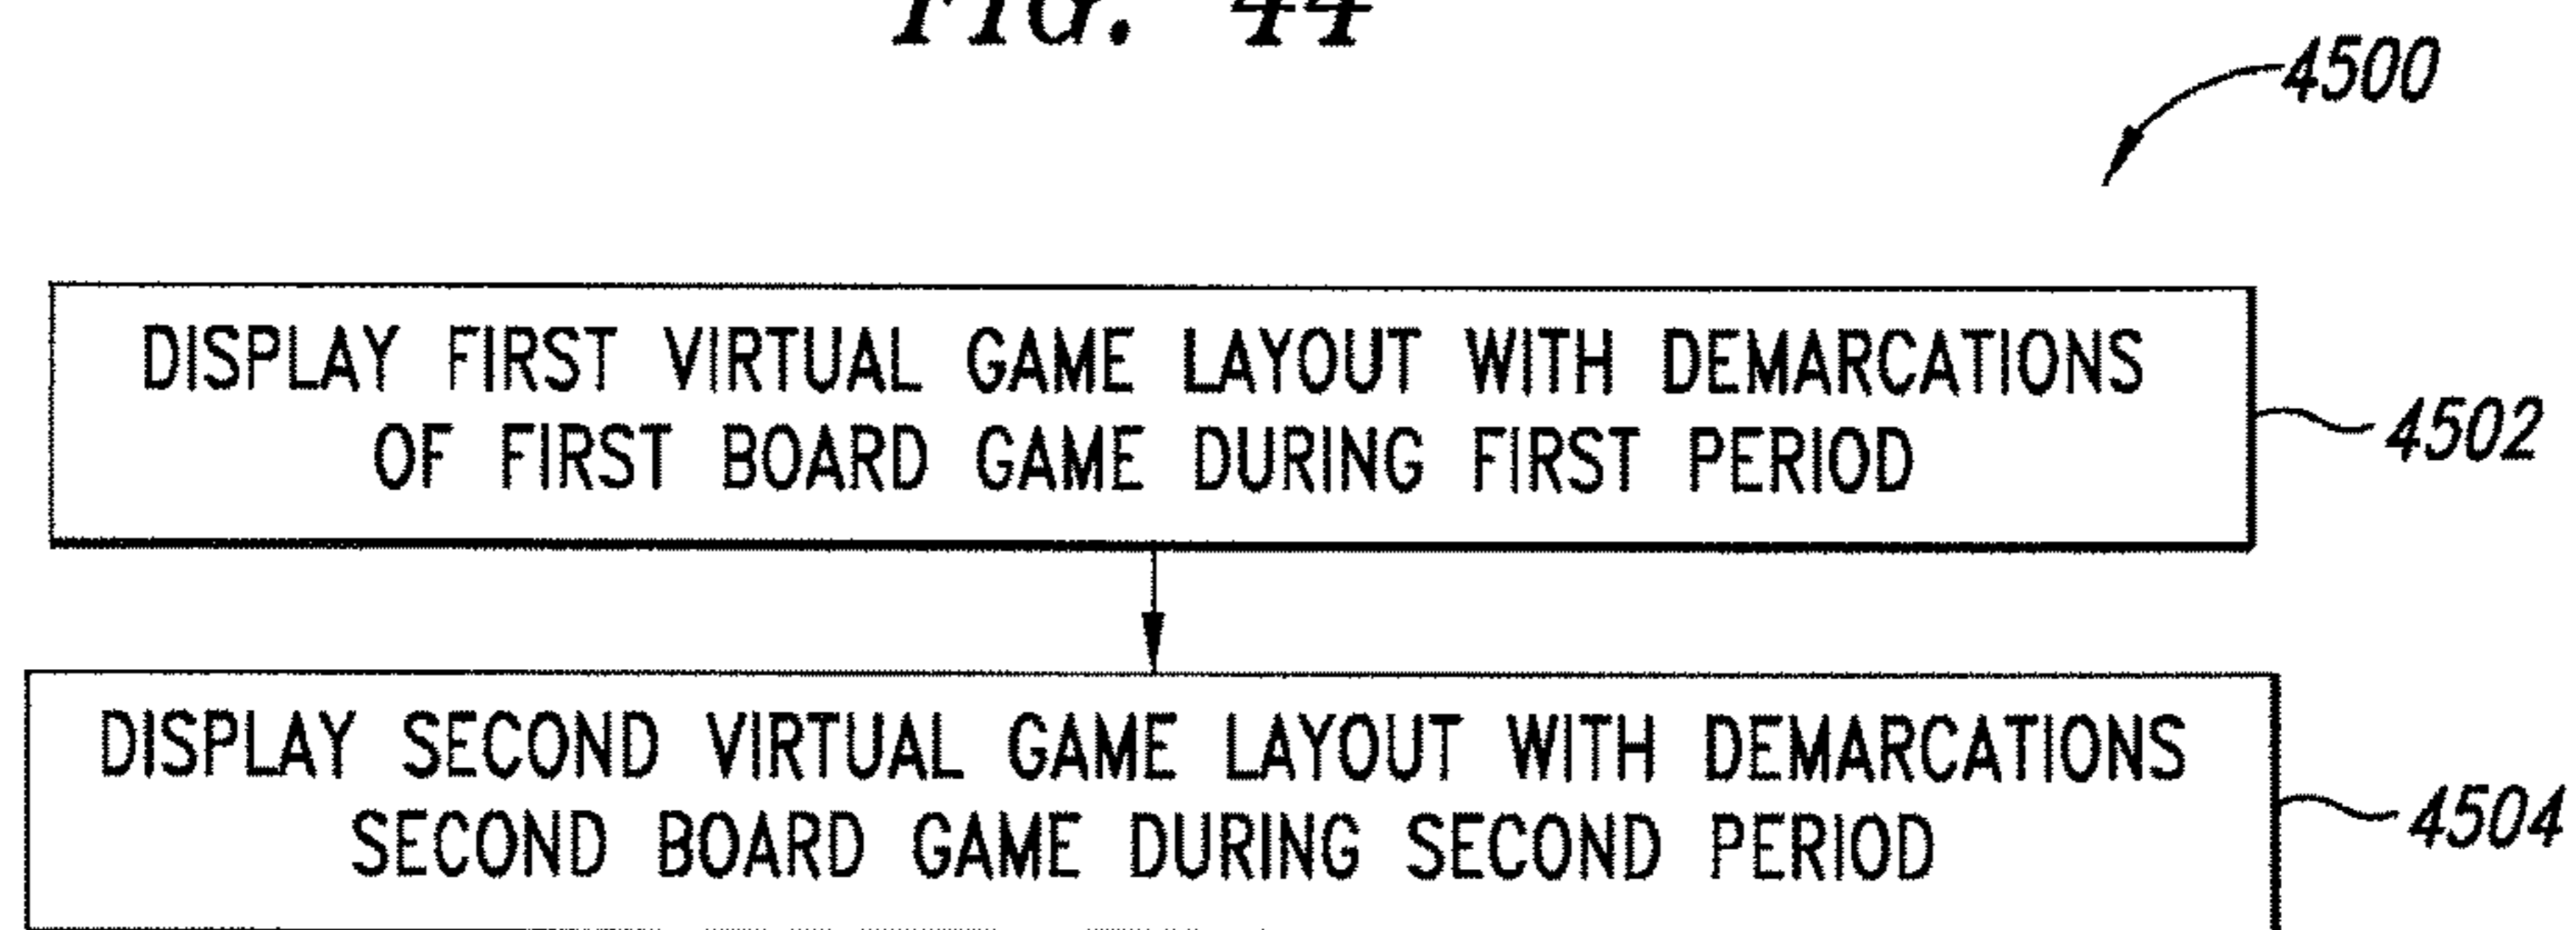 FIG. 44
4500
DISPLAY FIRST VIRTUAL GAME LAYOUT WITH DEMARCATIONS
OF FIRST BOARD GAME DURING FIRST PERIOD
4502
DISPLAY SECOND VIRTUAL GAME LAYOUT WITH DEMARCATIONS
SECOND BOARD GAME DURING SECOND PERIOD
4504